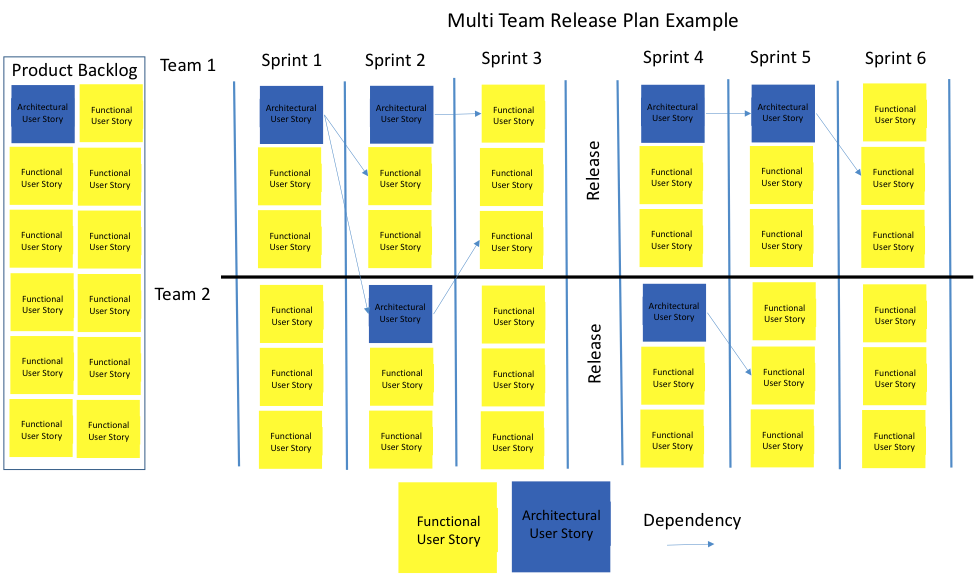 Multi Team Release Plan Example
Product Backlog
Team 1
Sprint 1
Sprint 2
Sprint 3
Sprint 4
Sprint 5
Sprint 6
Architectural
User Story
Functional
User Story
Functional
User Story
Functional
User Story
Functional
User Story
Functional
User Story
Functional
User Story
Functional
User Story
Functional
User Story
Functional
User Story
Functional
User Story
Functional
User Story
Architectural
User Story
Architectural
User Story
Functional
User Story
Release
Architectural
User Story
Architectural
User Story
Functional
User Story
Functional
User Story
Functional
User Story
Functional
User Story
Functional
User Story
Functional
User Story
Functional
User Story
Functional
User Story
Functional
User Story
Functional
User Story
Functional
User Story
Functional
User Story
Functional
User Story
Team 2
Functional
User Story
Architectural
User Story
Functional
User Story
Release
Architectural
User Story
Functional
User Story
Functional
User Story
Functional
User Story
Functional
User Story
Functional
User Story
Functional
User Story
Functional
User Story
Functional
User Story
Functional
User Story
Functional
User Story
Functional
User Story
Functional
User Story
Functional
User Story
Functional
User Story
Functional
User Story
Architectural
User Story
Dependency